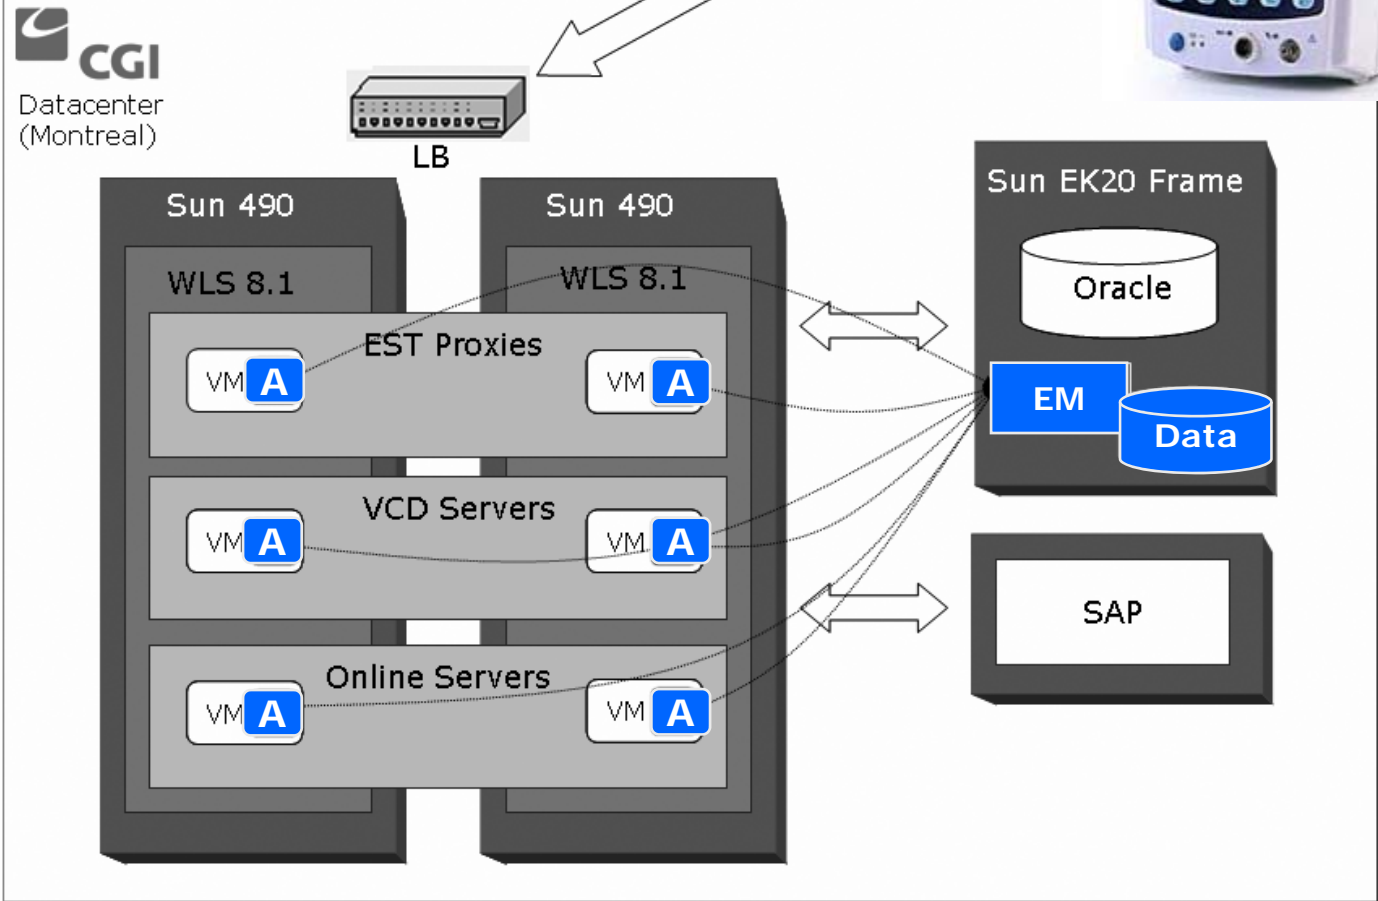 CGI
Datacenter
(Montreal)
LB
Sun 490
Sun 490
Sun EK20 Frame
WLS 8.1
WLS 8.1
Oracle
EST Proxies
VM A
VM A
EM
Data
VCD Servers
VM A
VM A
SAP
Online Servers
VM A
VM A